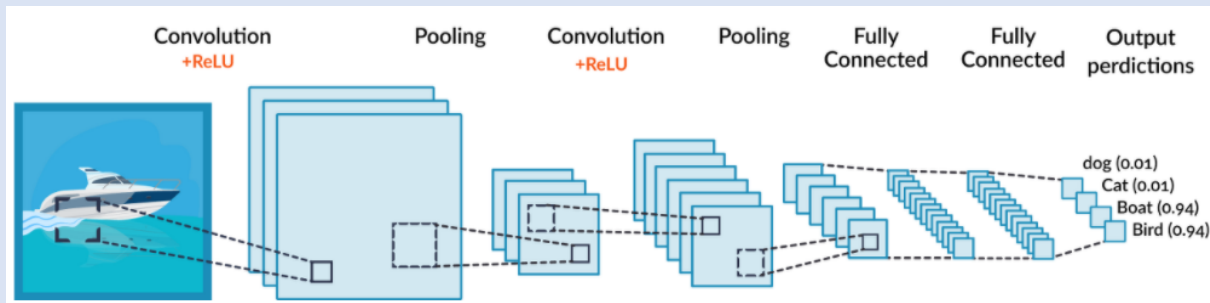 Convolution
+ReLU
Pooling
Convolution
+ReLU
Pooling
Fully
Connected
Fully
Connected
Output
perdictions
dog (0.01)
Cat (0.01)
Boat (0.94)
Bird (0.94)